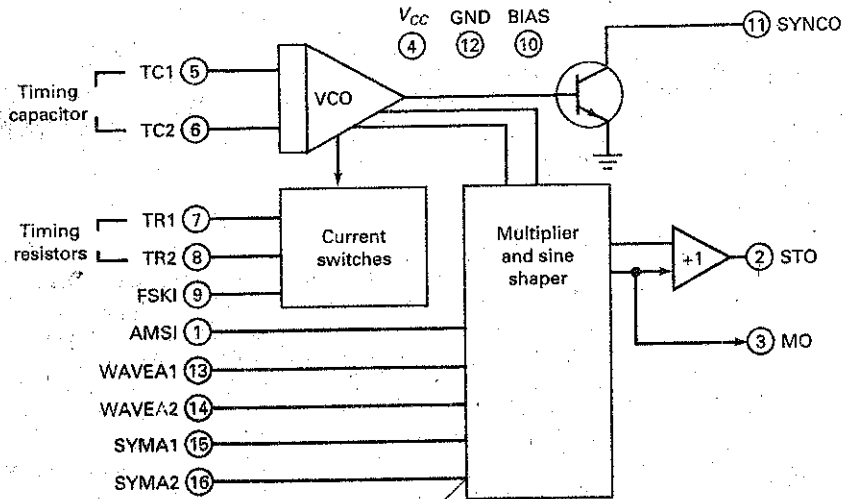 V_CC GND BIAS
4 12 10
11 SYNCO
TC1 5
Timing
capacitor
TC2 6
VCO
TR1 7
Timing
resistors
TR2 8
FSKI 9
Current
switches
Multiplier
and sine
shaper
+1
2 STO
3 MO
AMSI 1
WAVEA1 13
WAVEA2 14
SYMA1 15
SYMA2 16